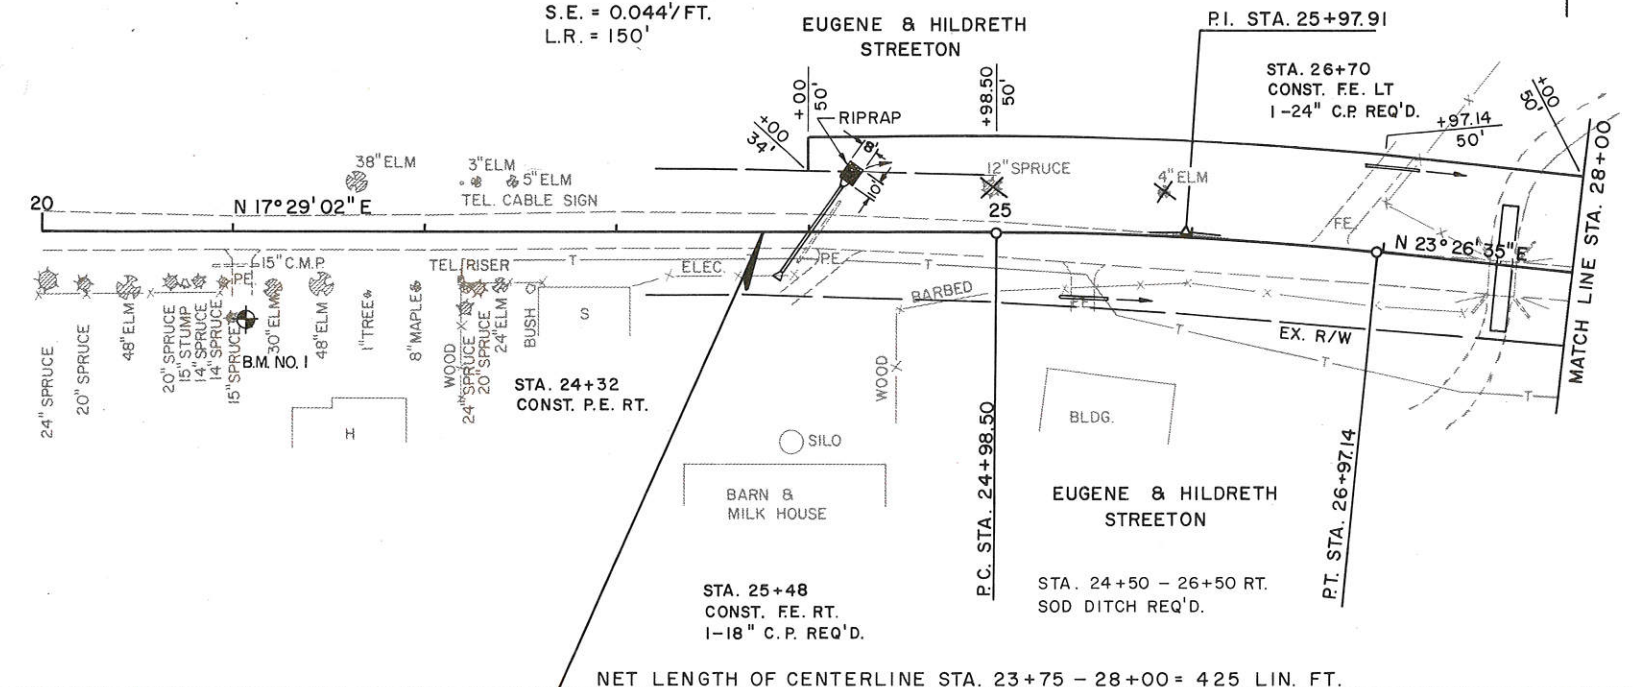 S.E. = 0.044'/FT.
L.R. = 150'
EUGENE & HILDRETH
STREETON
P.I. STA. 25+97.91
STA. 26+70
CONST. F.E. LT
1-24" C.P. REQ'D.
+00
50'
+98.50
50'
+00
34'
RIPRAP
8'
10'
+97.14
50'
+00
50'
MATCH LINE STA. 28+00
38" ELM
3" ELM
5" ELM
TEL. CABLE SIGN
12" SPRUCE
4" ELM
20
N 17° 29' 02" E
25
F.E.
N 23° 26' 35" E
15" C.M.P.
P.E.
TEL. RISER
T
ELEC.
P.E.
T
BARBED
F.E.
EX. R/W
T
T
T
24" SPRUCE
20" SPRUCE
48" ELM
20" SPRUCE
15" STUMP
14" SPRUCE
14" SPRUCE
15" SPRUCE
B.M. NO. 1
30" ELM
48" ELM
1" TREE
8" MAPLE
WOOD
24" SPRUCE
20" SPRUCE
24" ELM
BUSH
S
WOOD
H
STA. 24+32
CONST. P.E. RT.
SILO
BARN &
MILK HOUSE
BLDG.
P.C. STA. 24+98.50
EUGENE & HILDRETH
STREETON
P.T. STA. 26+97.14
STA. 25+48
CONST. F.E. RT.
1-18" C.P. REQ'D.
STA. 24+50 - 26+50 RT.
SOD DITCH REQ'D.
NET LENGTH OF CENTERLINE STA. 23+75 - 28+00 = 425 LIN. FT.